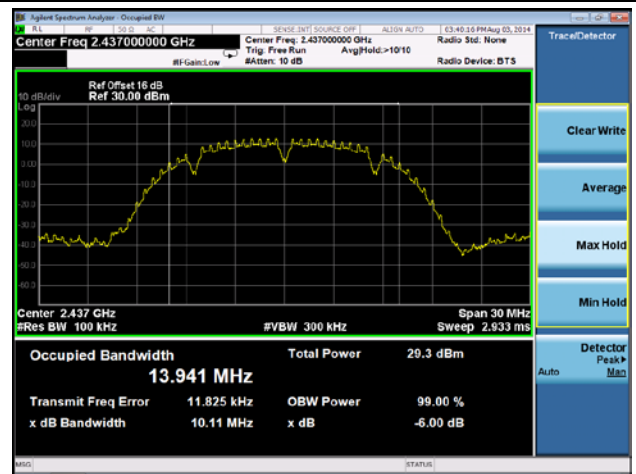 Agilent Spectrum Analyzer - Occupied BW
RL RF 50 Ω AC SENSE:INT SOURCE OFF ALIGN AUTO 03:40:16 PM Aug 03, 2014
Center Freq 2.437000000 GHz
Center Freq: 2.437000000 GHz
Radio Std: None
Trig: Free Run Avg|Hold:>10/10
#IFGain:Low #Atten: 10 dB Radio Device: BTS
Trace/Detector
Ref Offset 16 dB
10 dB/div Ref 30.00 dBm
Log
20.0
10.0
0.00
-10.0
-20.0
-30.0
-40.0
-50.0
-60.0
Center 2.437 GHz Span 30 MHz
#Res BW 100 kHz #VBW 300 kHz Sweep 2.933 ms
Occupied Bandwidth Total Power 29.3 dBm
13.941 MHz
Transmit Freq Error 11.825 kHz OBW Power 99.00 %
x dB Bandwidth 10.11 MHz x dB -6.00 dB
Clear Write
Average
Max Hold
Min Hold
Detector
Peak▶
Auto Man
MSG STATUS